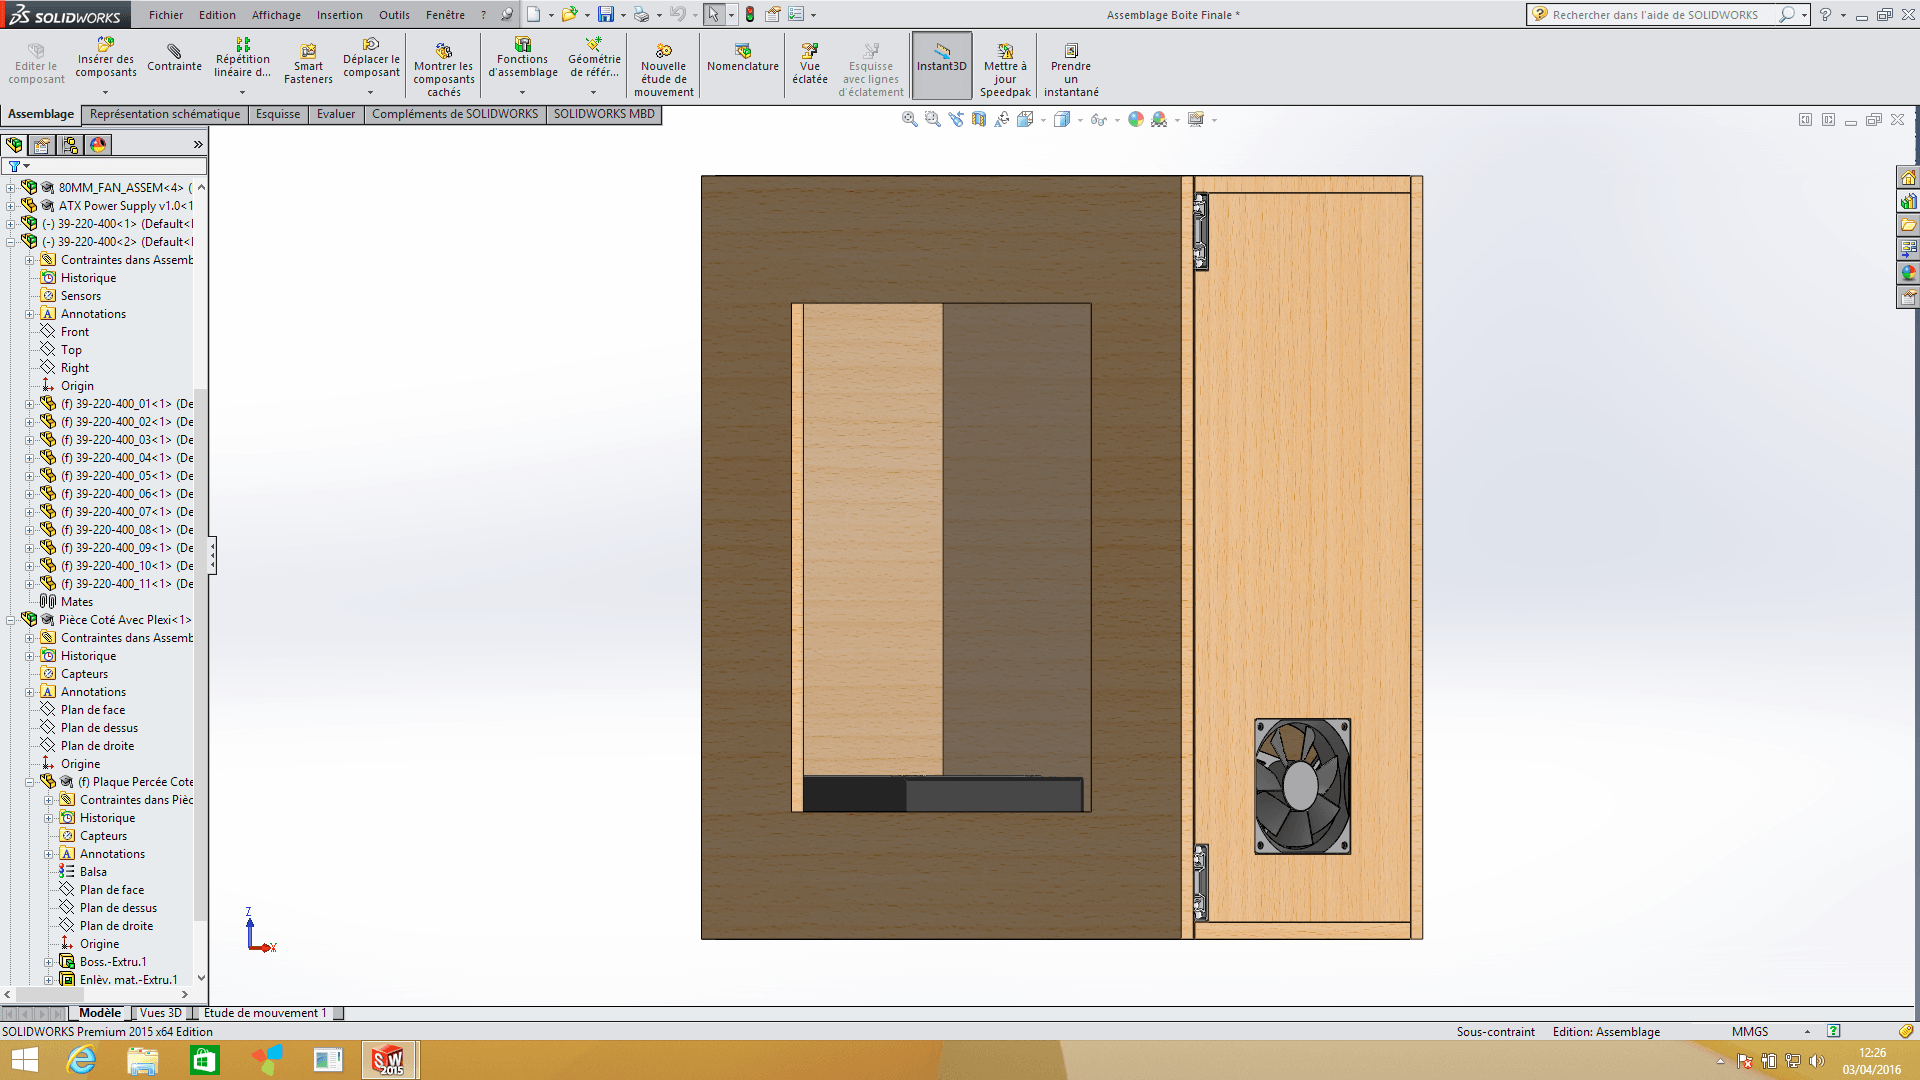 SOLIDWORKS
Fichier Edition Affichage Insertion Outils Fenêtre ?
Assemblage Boite Finale *
Rechercher dans l'aide de SOLIDWORKS
Editer le composant
Insérer des composants
Contrainte
Répétition linéaire d...
Smart Fasteners
Déplacer le composant
Montrer les composants cachés
Fonctions d'assemblage
Géométrie de référ...
Nouvelle étude de mouvement
Nomenclature
Vue éclatée
Esquisse avec lignes d'éclatement
Instant3D
Mettre à jour Speedpak
Prendre un instantané
Assemblage Représentation schématique Esquisse Evaluer Compléments de SOLIDWORKS SOLIDWORKS MBD
80MM_FAN_ASSEM<4> (
ATX Power Supply v1.0<1
(-) 39-220-400<1> (Default<
(-) 39-220-400<2> (Default<
Contraintes dans Assemb
Historique
Sensors
Annotations
Front
Top
Right
Origin
(f) 39-220-400_01<1> (De
(f) 39-220-400_02<1> (De
(f) 39-220-400_03<1> (De
(f) 39-220-400_04<1> (De
(f) 39-220-400_05<1> (De
(f) 39-220-400_06<1> (De
(f) 39-220-400_07<1> (De
(f) 39-220-400_08<1> (De
(f) 39-220-400_09<1> (De
(f) 39-220-400_10<1> (De
(f) 39-220-400_11<1> (De
Mates
Pièce Coté Avec Plexi<1>
Contraintes dans Assemb
Historique
Capteurs
Annotations
Plan de face
Plan de dessus
Plan de droite
Origine
(f) Plaque Percée Cote
Contraintes dans Pièc
Historique
Capteurs
Annotations
Balsa
Plan de face
Plan de dessus
Plan de droite
Origine
Boss.-Extru.1
Enlèv. mat.-Extru.1
Z
X
Modèle Vues 3D Etude de mouvement 1
SOLIDWORKS Premium 2015 x64 Edition
Sous-contraint Edition: Assemblage MMGS
SW 2015
12:26
03/04/2016